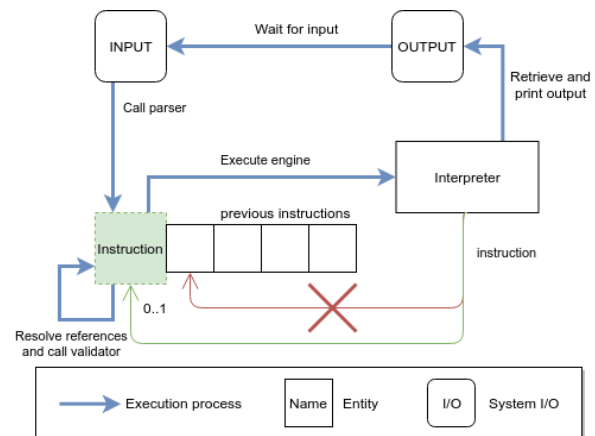 INPUT
Wait for input
OUTPUT
Retrieve and
print output
Call parser
Execute engine
Interpreter
previous instructions
Instruction
instruction
0..1
Resolve references
and call validator
Execution process
Name
Entity
I/O
System I/O